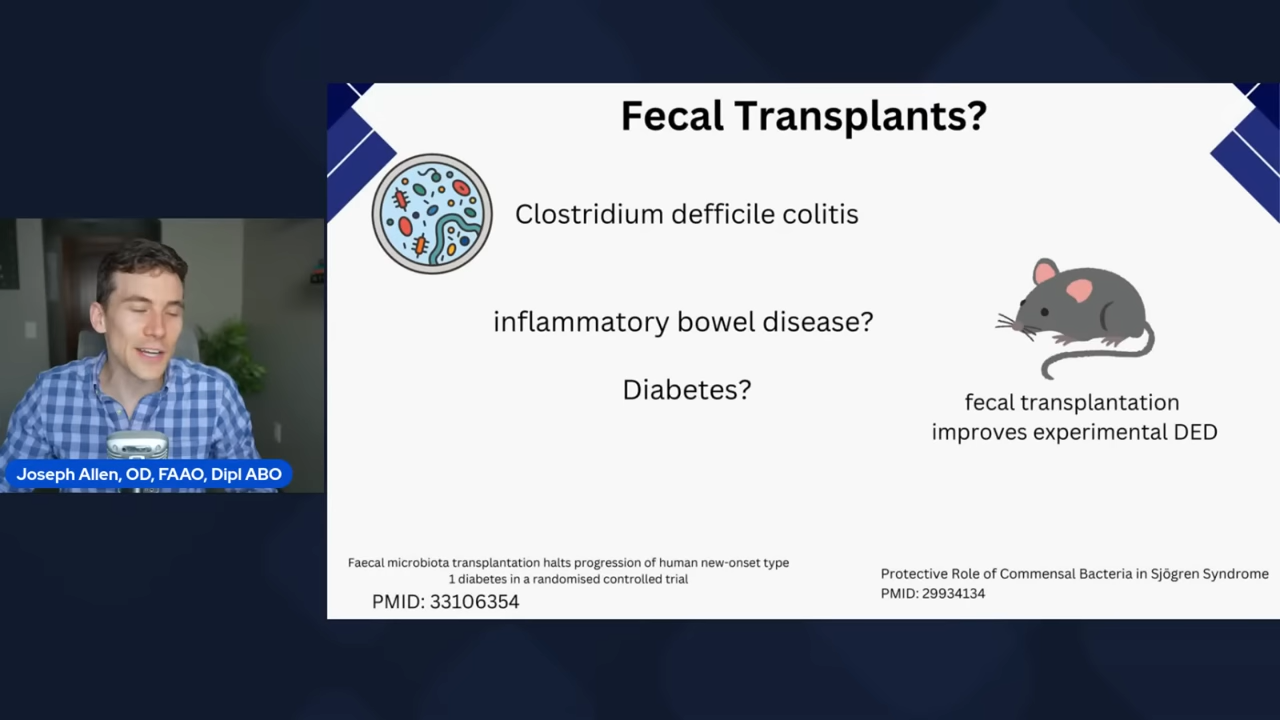 Fecal Transplants?
Clostridium defficile colitis
inflammatory bowel disease?
Diabetes?
fecal transplantation
improves experimental DED
Joseph Allen, OD, FAAO, Dipl ABO
Faecal microbiota transplantation halts progression of human new-onset type
1 diabetes in a randomised controlled trial
PMID: 33106354
Protective Role of Commensal Bacteria in Sjögren Syndrome
PMID: 29934134